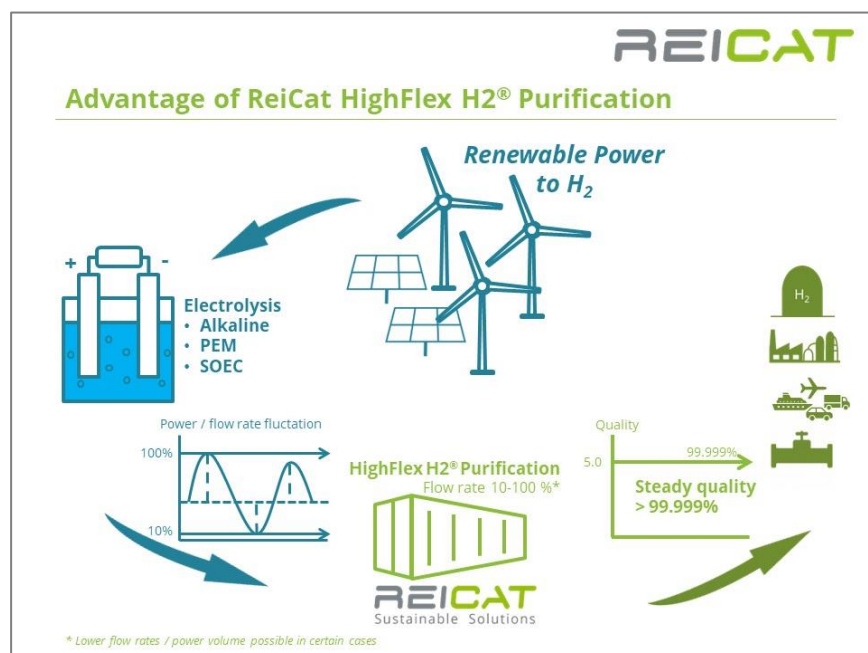 REICAT
Advantage of ReiCat HighFlex H2® Purification
Renewable Power
to H₂
+ -
Electrolysis
• Alkaline
• PEM
• SOEC
H₂
Power / flow rate fluctation
100%
10%
HighFlex H2® Purification
Flow rate 10-100 %*
REICAT
Sustainable Solutions
Quality
5.0
99.999%
Steady quality
> 99.999%
* Lower flow rates / power volume possible in certain cases